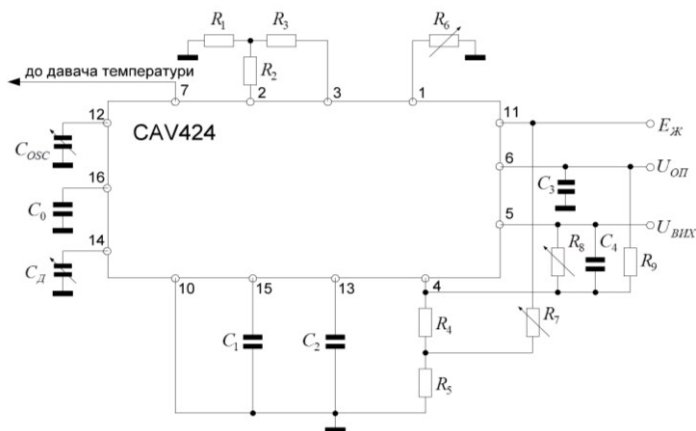 R1 R3 R6
R2
до давача температури
7 2 3 1
12 11 EЖ
CAV424
COSC
6 UОП
16
C3
C0
5 UВИХ
14
R8 C4 R9
CД
10 15 13 4
R4 R7
C1 C2
R5